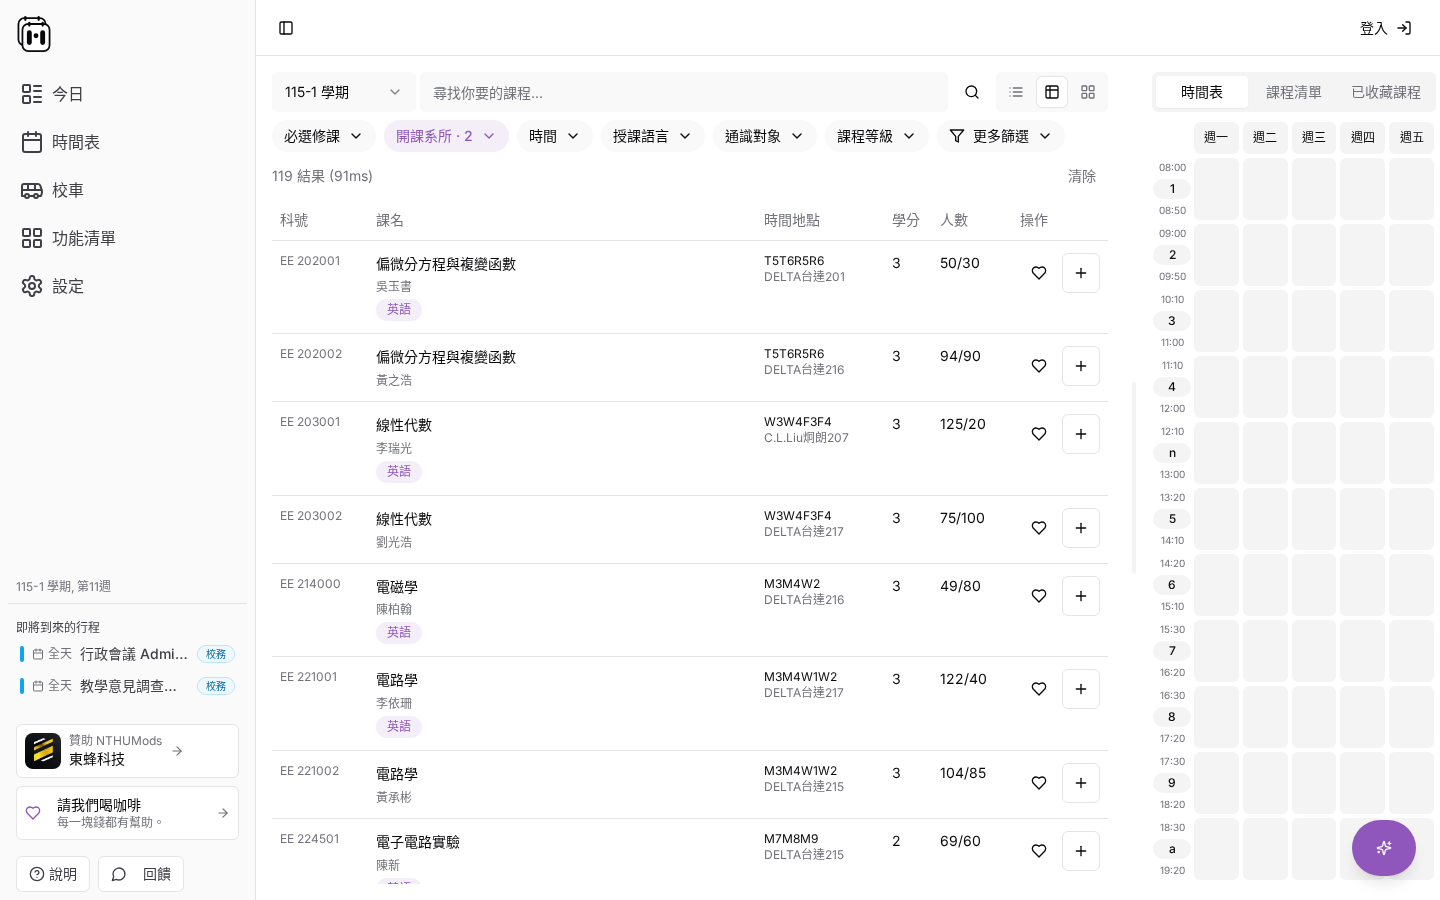 登入
今日
時間表
校車
功能清單
設定
115-1 學期, 第11週
即將到來的行程
全天 行政會議 Admi... 校務
全天 教學意見調查... 校務
贊助 NTHUMods
東蜂科技
請我們喝咖啡
每一塊錢都有幫助。
說明 回饋
115-1 學期 尋找你要的課程...
必選修課 開課系所 · 2 時間 授課語言 通識對象 課程等級 更多篩選
119 結果 (91ms) 清除
科號 課名 時間地點 學分 人數 操作
EE 202001 偏微分方程與複變函數 T5T6R5R6 3 50/30
吳玉書 DELTA台達201
英語
EE 202002 偏微分方程與複變函數 T5T6R5R6 3 94/90
黃之浩 DELTA台達216
EE 203001 線性代數 W3W4F3F4 3 125/20
李瑞光 C.L.Liu炯朗207
英語
EE 203002 線性代數 W3W4F3F4 3 75/100
劉光浩 DELTA台達217
EE 214000 電磁學 M3M4W2 3 49/80
陳柏翰 DELTA台達216
英語
EE 221001 電路學 M3M4W1W2 3 122/40
李依珊 DELTA台達217
英語
EE 221002 電路學 M3M4W1W2 3 104/85
黃承彬 DELTA台達215
EE 224501 電子電路實驗 M7M8M9 2 69/60
陳新 DELTA台達215
時間表 課程清單 已收藏課程
週一 週二 週三 週四 週五
08:00
1
08:50
09:00
2
09:50
10:10
3
11:00
11:10
4
12:00
12:10
n
13:00
13:20
5
14:10
14:20
6
15:10
15:30
7
16:20
16:30
8
17:20
17:30
9
18:20
18:30
a
19:20